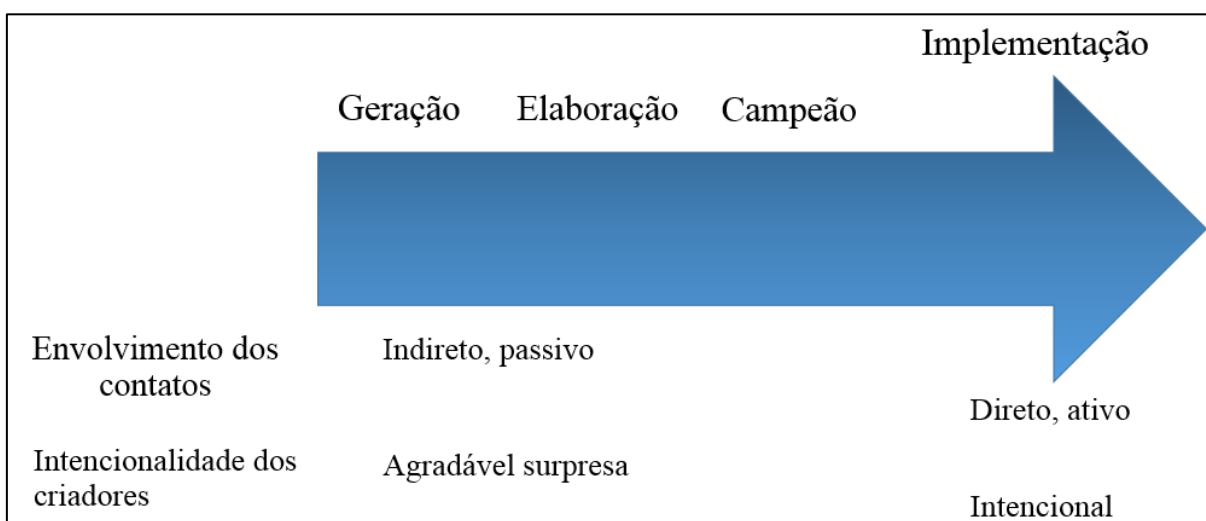 Implementação
Geração Elaboração Campeão
Envolvimento dos
contatos
Indireto, passivo
Direto, ativo
Intencionalidade dos
criadores
Agradável surpresa
Intencional